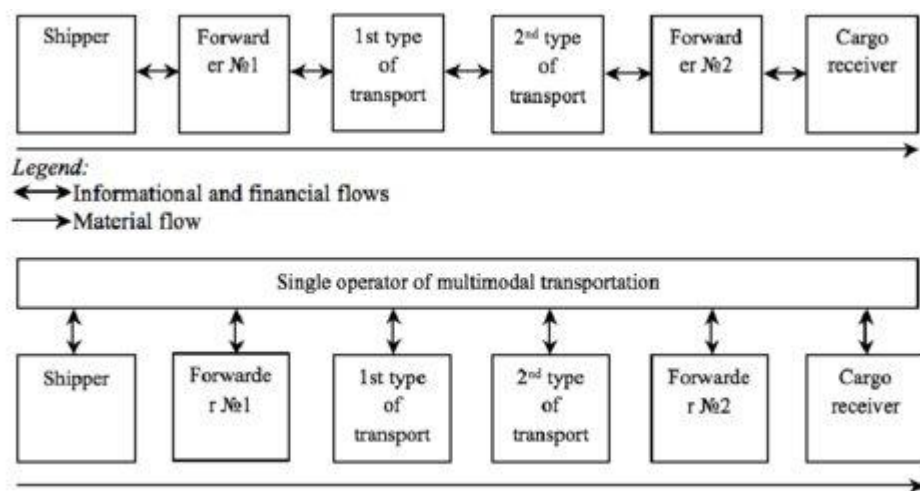 Shipper
Forward
er №1
1st type
of
transport
2nd type
of
transport
Forward
er №2
Cargo
receiver
Legend:
Informational and financial flows
Material flow
Single operator of multimodal transportation
Shipper
Forwarde
r №1
1st type
of
transport
2nd type
of
transport
Forwarde
r №2
Cargo
receiver